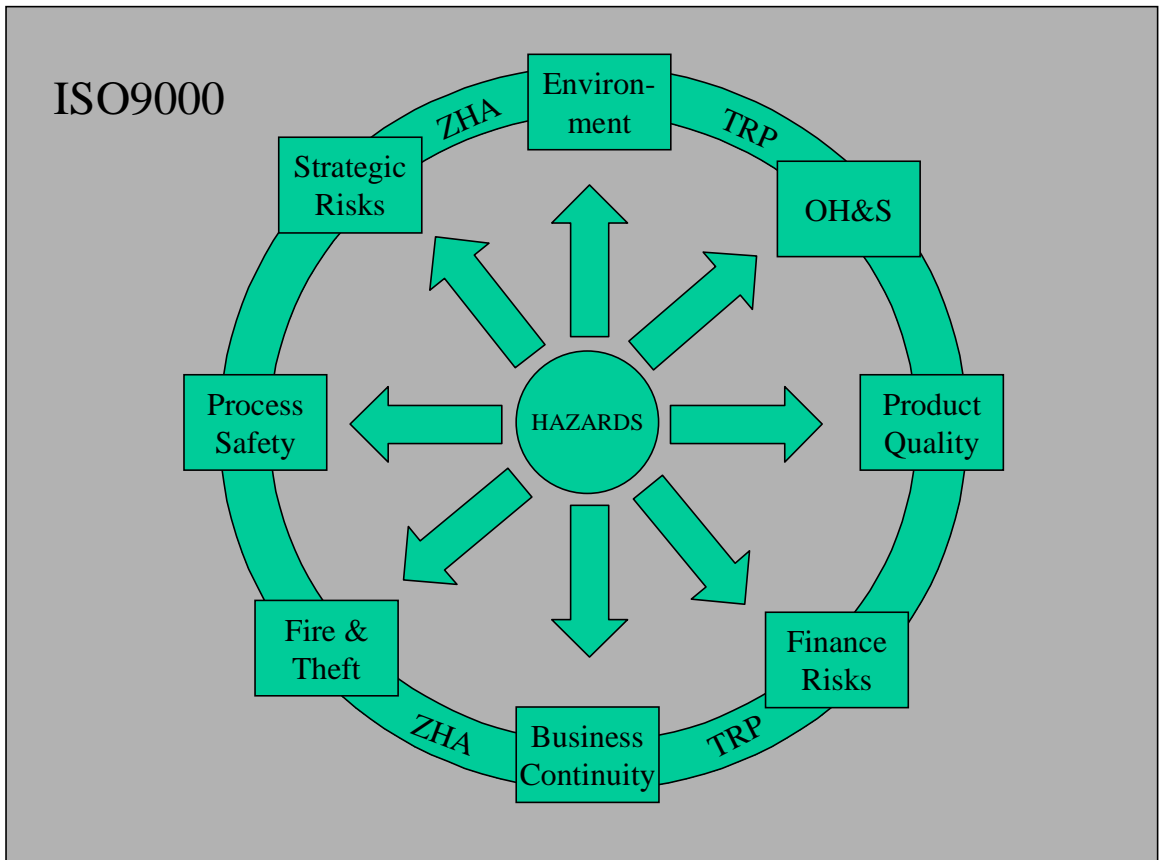 ISO9000
ZHA
Environ-
ment
TRP
Strategic
Risks
OH&S
Process
Safety
HAZARDS
Product
Quality
Fire &
Theft
Finance
Risks
ZHA
Business
Continuity
TRP